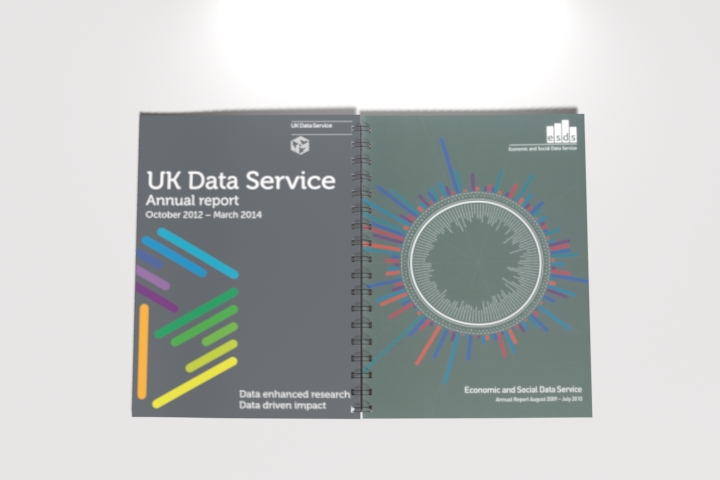 UK Data Service
UK Data Service
Annual report
October 2012 – March 2014
Data enhanced research
Data driven impact
esds
Economic and Social Data Service
Economic and Social Data Service
Annual Report August 2009 – July 2010